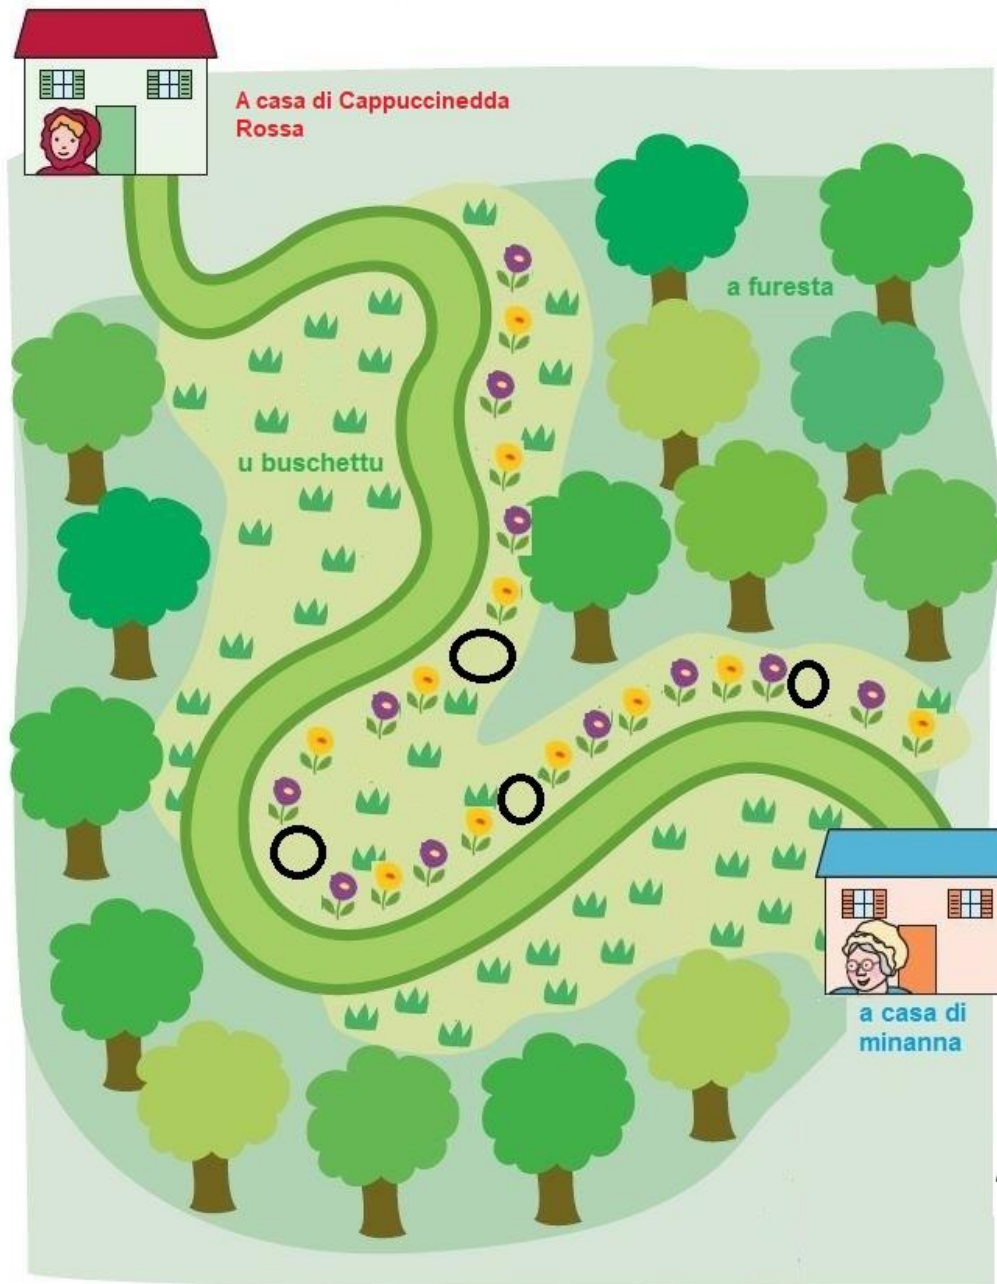 A casa di Cappuccinedda
Rossa
a furesta
u buschettu
a casa di
minanna